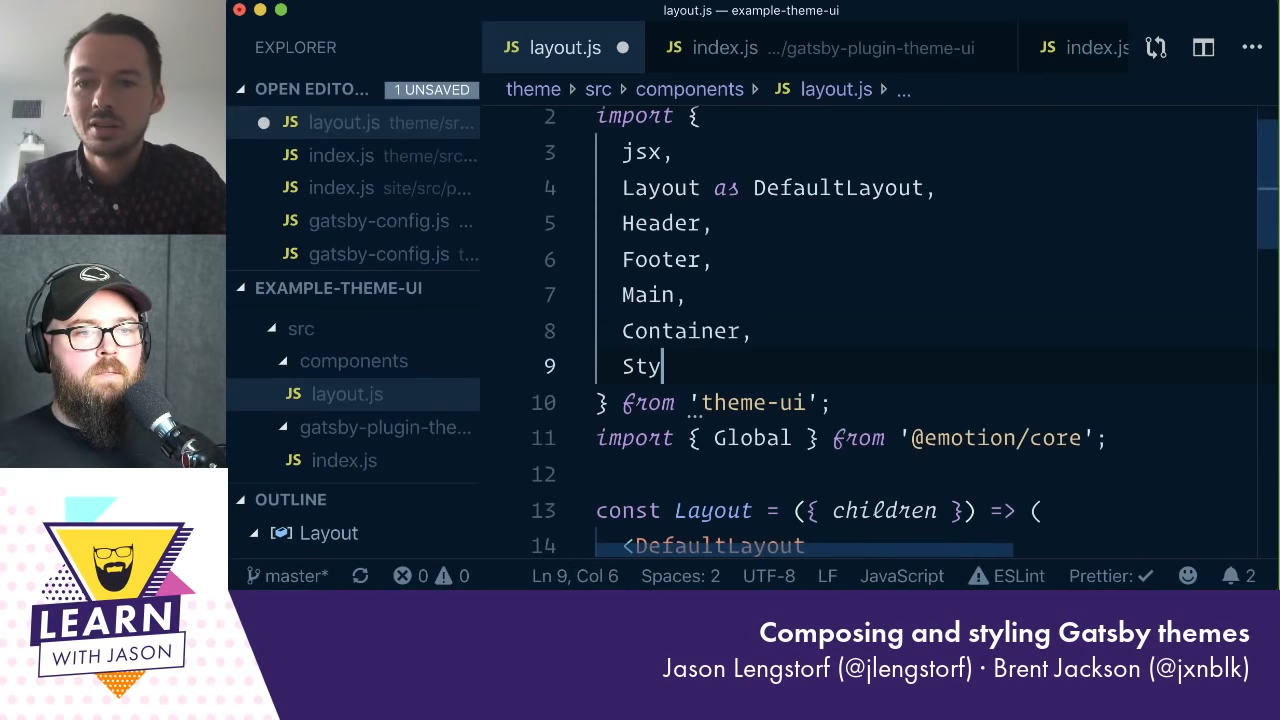 layout.js — example-theme-ui
EXPLORER
JS layout.js
JS index.js .../gatsby-plugin-theme-ui
JS index.js
OPEN EDITO... 1 UNSAVED
JS layout.js theme/sr...
JS index.js theme/src...
JS index.js site/src/p...
JS gatsby-config.js ...
JS gatsby-config.js t...
EXAMPLE-THEME-UI
src
components
JS layout.js
gatsby-plugin-the...
JS index.js
OUTLINE
Layout
theme src components JS layout.js ...
2 import {
3 jsx,
4 Layout as DefaultLayout,
5 Header,
6 Footer,
7 Main,
8 Container,
9 Sty
10 } from 'theme-ui';
11 import { Global } from '@emotion/core';
12
13 const Layout = ({ children }) => (
14 <DefaultLayout
master* 0 0 Ln 9, Col 6 Spaces: 2 UTF-8 LF JavaScript ESLint Prettier: 2
LEARN
WITH JASON
Composing and styling Gatsby themes
Jason Lengstorf (@jlengstorf) · Brent Jackson (@jxnblk)